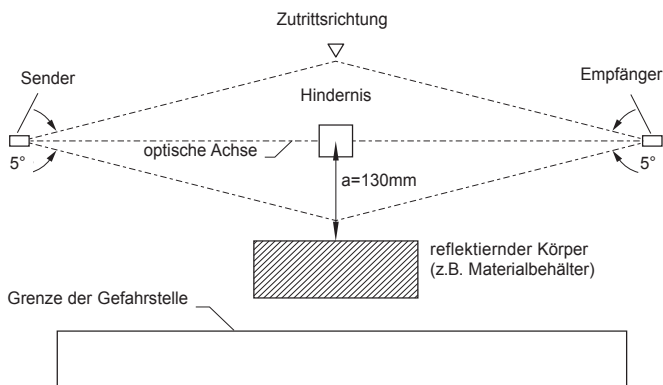 Zutrittsrichtung
Sender
Empfänger
Hindernis
optische Achse
5°
5°
a=130mm
reflektiernder Körper
(z.B. Materialbehälter)
Grenze der Gefahrstelle